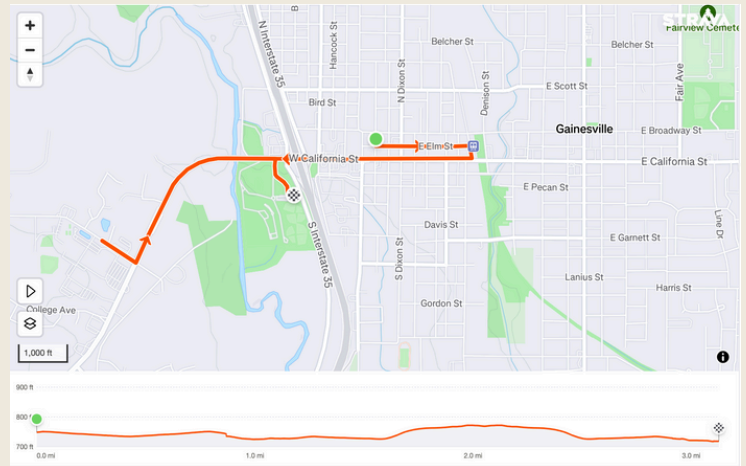 STRAVA
Fairview Cemete
N Interstate 35
Hancock St
N Dixon St
Belcher St
Belcher St
Denison St
Fair Ave
E Scott St
Bird St
Gainesville
E Broadway St
E Elm St
W California St
E California St
E Pecan St
Davis St
S Interstate 35
S Dixon St
E Garnett St
Line Dr
Lanius St
Harris St
Gordon St
College Ave
1,000 ft
900 ft
800 ft
700 ft
0.0 mi
1.0 mi
2.0 mi
3.0 mi